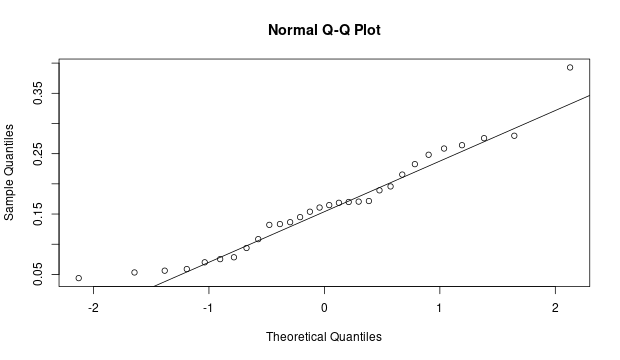 Normal Q-Q Plot
Sample Quantiles
0.35
0.25
0.15
0.05
-2 -1 0 1 2
Theoretical Quantiles